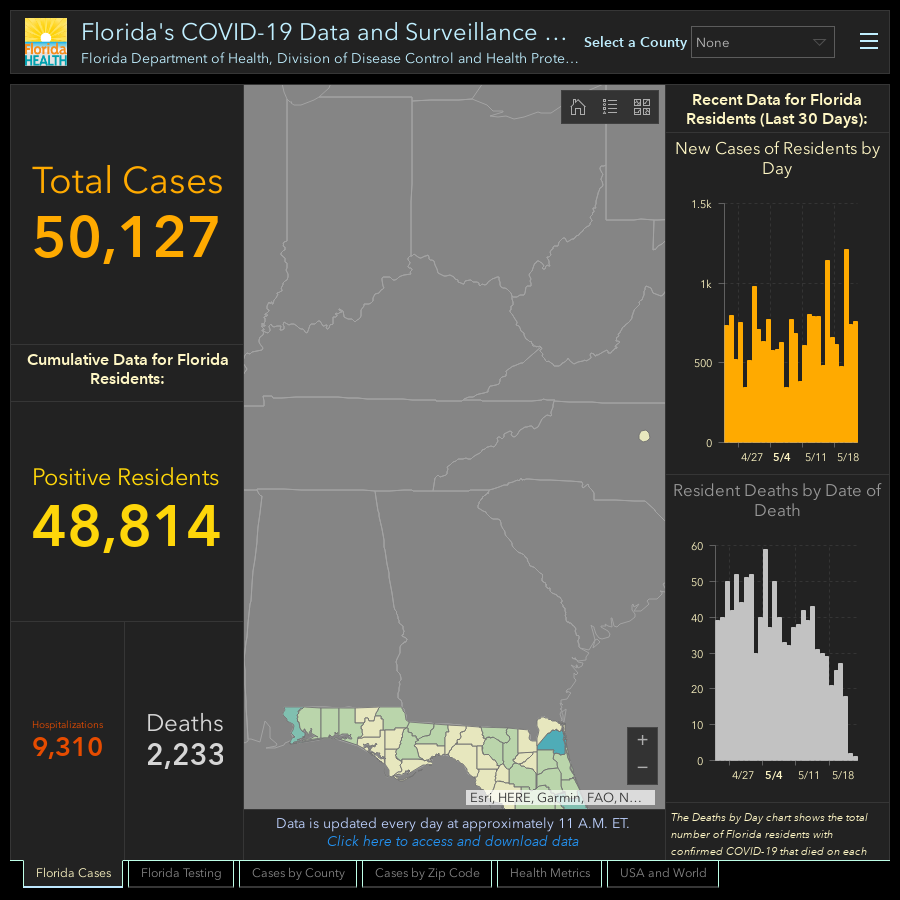 Florida HEALTH
Florida's COVID-19 Data and Surveillance ...
Florida Department of Health, Division of Disease Control and Health Prote...
Select a County
None
Total Cases
50,127
Cumulative Data for Florida
Residents:
Positive Residents
48,814
Hospitalizations
9,310
Deaths
2,233
Esri, HERE, Garmin, FAO, N...
Data is updated every day at approximately 11 A.M. ET.
Click here to access and download data
Recent Data for Florida
Residents (Last 30 Days):
New Cases of Residents by
Day
1.5k
1k
500
0
4/27 5/4 5/11 5/18
Resident Deaths by Date of
Death
60
50
40
30
20
10
0
4/27 5/4 5/11 5/18
The Deaths by Day chart shows the total
number of Florida residents with
confirmed COVID-19 that died on each
Florida Cases
Florida Testing
Cases by County
Cases by Zip Code
Health Metrics
USA and World